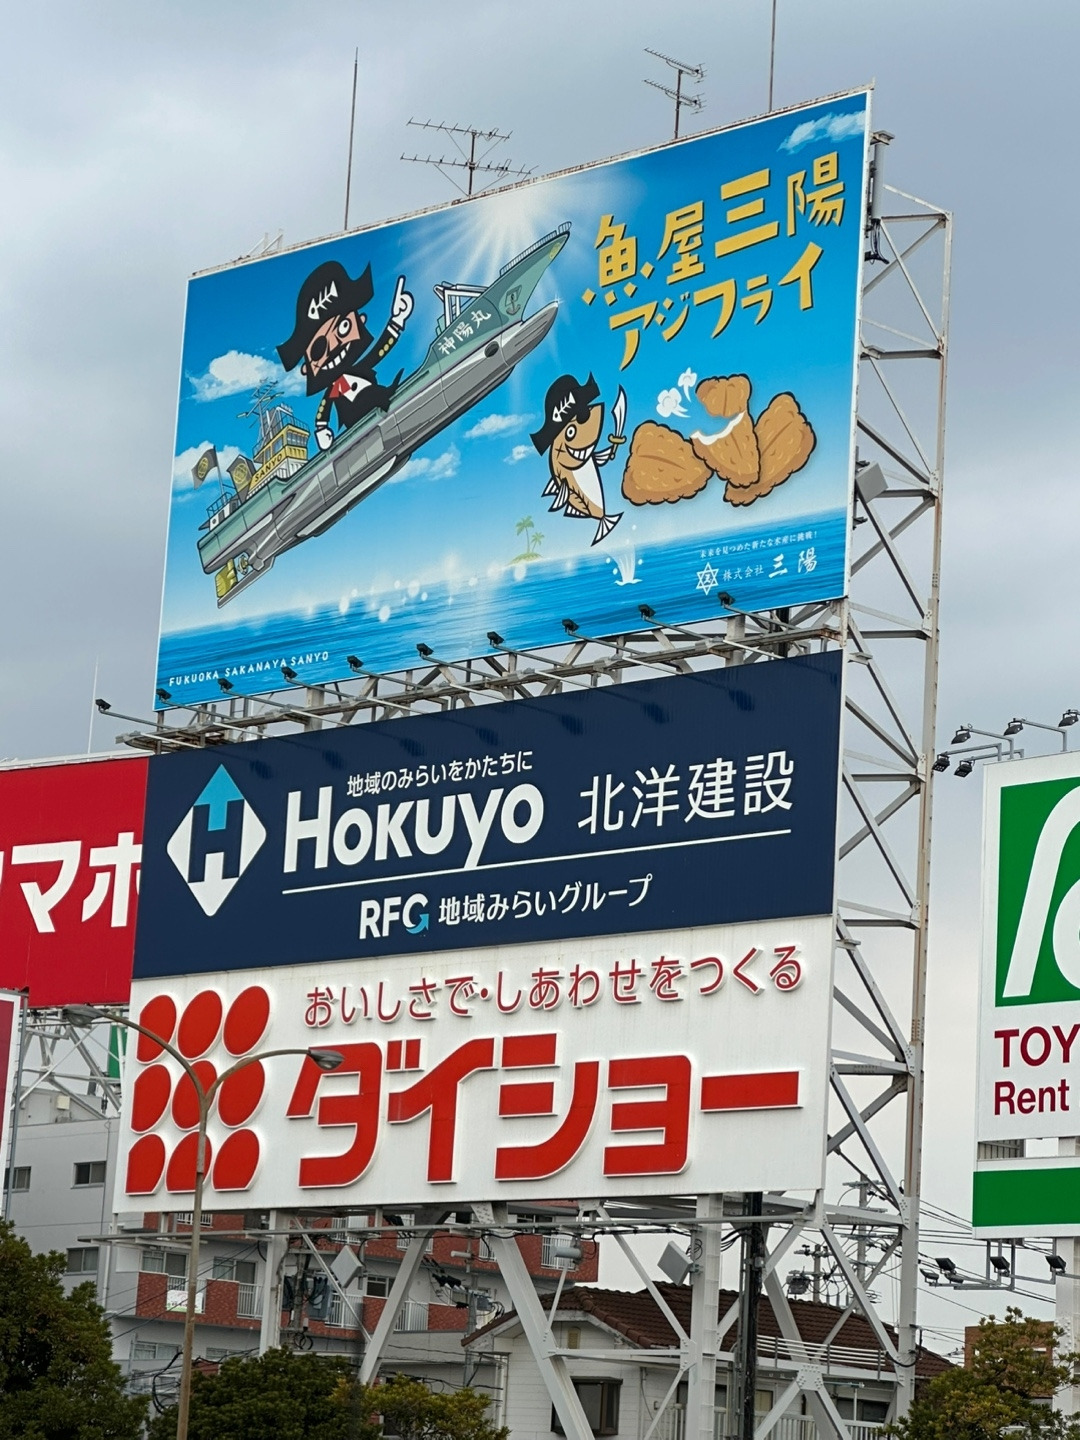 魚屋三陽
アジフライ
神陽丸
SANYO
未来を見つめた新たな水産に挑戦!
株式会社 三陽
FUKUOKA SAKANAYA SANYO
地域のみらいをかたちに
HOKUYO 北洋建設
RFG 地域みらいグループ
マホ
おいしさで・しあわせをつくる
ダイショー
TOY
Rent